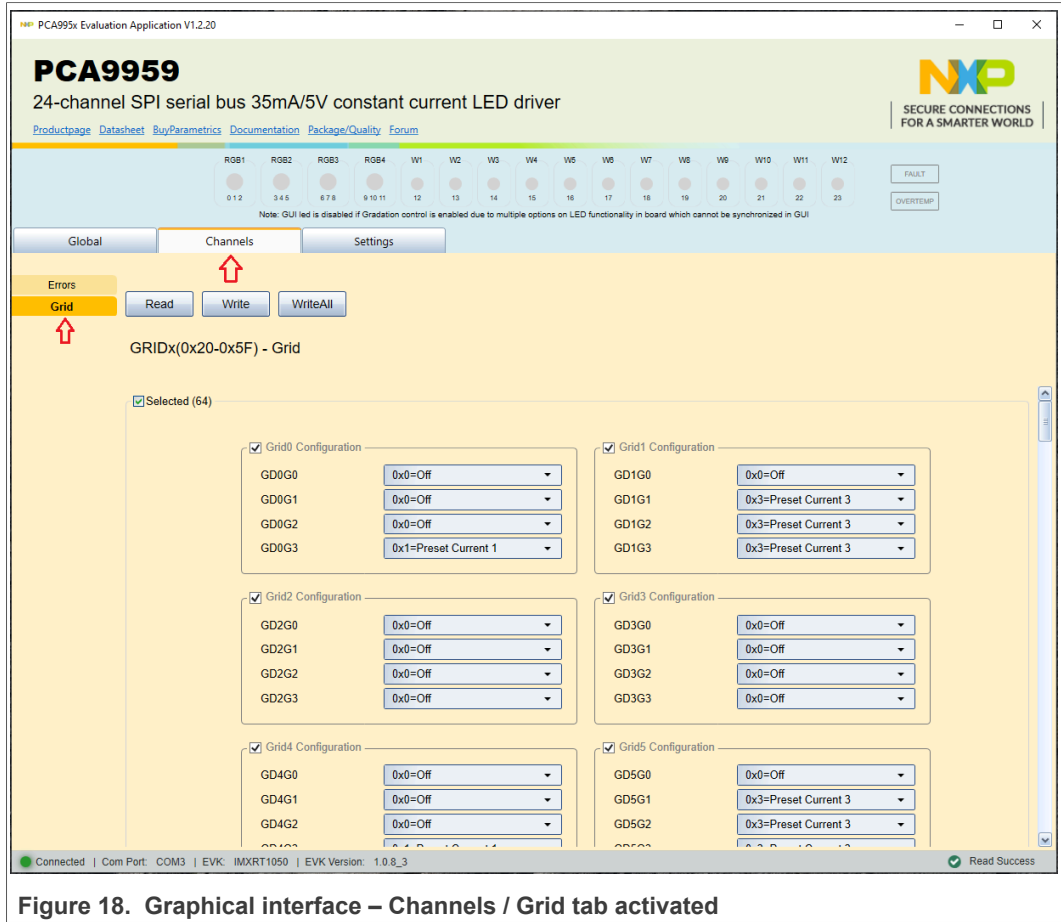 NXP PCA995x Evaluation Application V1.2.20
PCA9959
24-channel SPI serial bus 35mA/5V constant current LED driver
Productpage Datasheet BuyParametrics Documentation Package/Quality Forum
NXP
SECURE CONNECTIONS
FOR A SMARTER WORLD
RGB1 RGB2 RGB3 RGB4 W1 W2 W3 W4 W5 W6 W7 W8 W9 W10 W11 W12
0 1 2 3 4 5 6 7 8 9 10 11 12 13 14 15 16 17 18 19 20 21 22 23
FAULT
OVERTEMP
Note: GUI led is disabled if Gradation control is enabled due to multiple options on LED functionality in board which cannot be synchronized in GUI
Global Channels Settings
Errors
Grid
Read Write WriteAll
GRIDx(0x20-0x5F) - Grid
Selected (64)
Grid0 Configuration
GD0G0 0x0=Off
GD0G1 0x0=Off
GD0G2 0x0=Off
GD0G3 0x1=Preset Current 1
Grid1 Configuration
GD1G0 0x0=Off
GD1G1 0x3=Preset Current 3
GD1G2 0x3=Preset Current 3
GD1G3 0x3=Preset Current 3
Grid2 Configuration
GD2G0 0x0=Off
GD2G1 0x0=Off
GD2G2 0x0=Off
GD2G3 0x0=Off
Grid3 Configuration
GD3G0 0x0=Off
GD3G1 0x0=Off
GD3G2 0x0=Off
GD3G3 0x0=Off
Grid4 Configuration
GD4G0 0x0=Off
GD4G1 0x0=Off
GD4G2 0x0=Off
Grid5 Configuration
GD5G0 0x0=Off
GD5G1 0x3=Preset Current 3
GD5G2 0x3=Preset Current 3
Connected | Com Port: COM3 | EVK: IMXRT1050 | EVK Version: 1.0.8_3
Read Success
Figure 18. Graphical interface – Channels / Grid tab activated